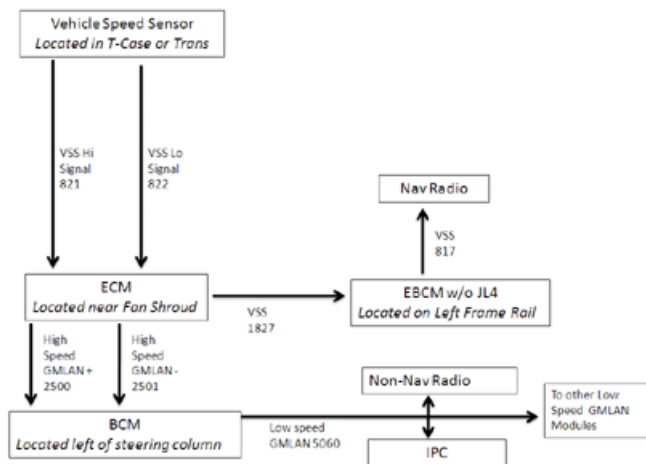 Vehicle Speed Sensor
Located in T-Case or Trans
VSS Hi
Signal
821
VSS Lo
Signal
822
Nav Radio
VSS
817
ECM
Located near Fan Shroud
VSS
1827
EBCM w/o JL4
Located on Left Frame Rail
High
Speed
GMLAN +
2500
High
Speed
GMLAN -
2501
Non-Nav Radio
To other Low
Speed GMLAN
Modules
BCM
Located left of steering column
Low speed
GMLAN 5060
IPC